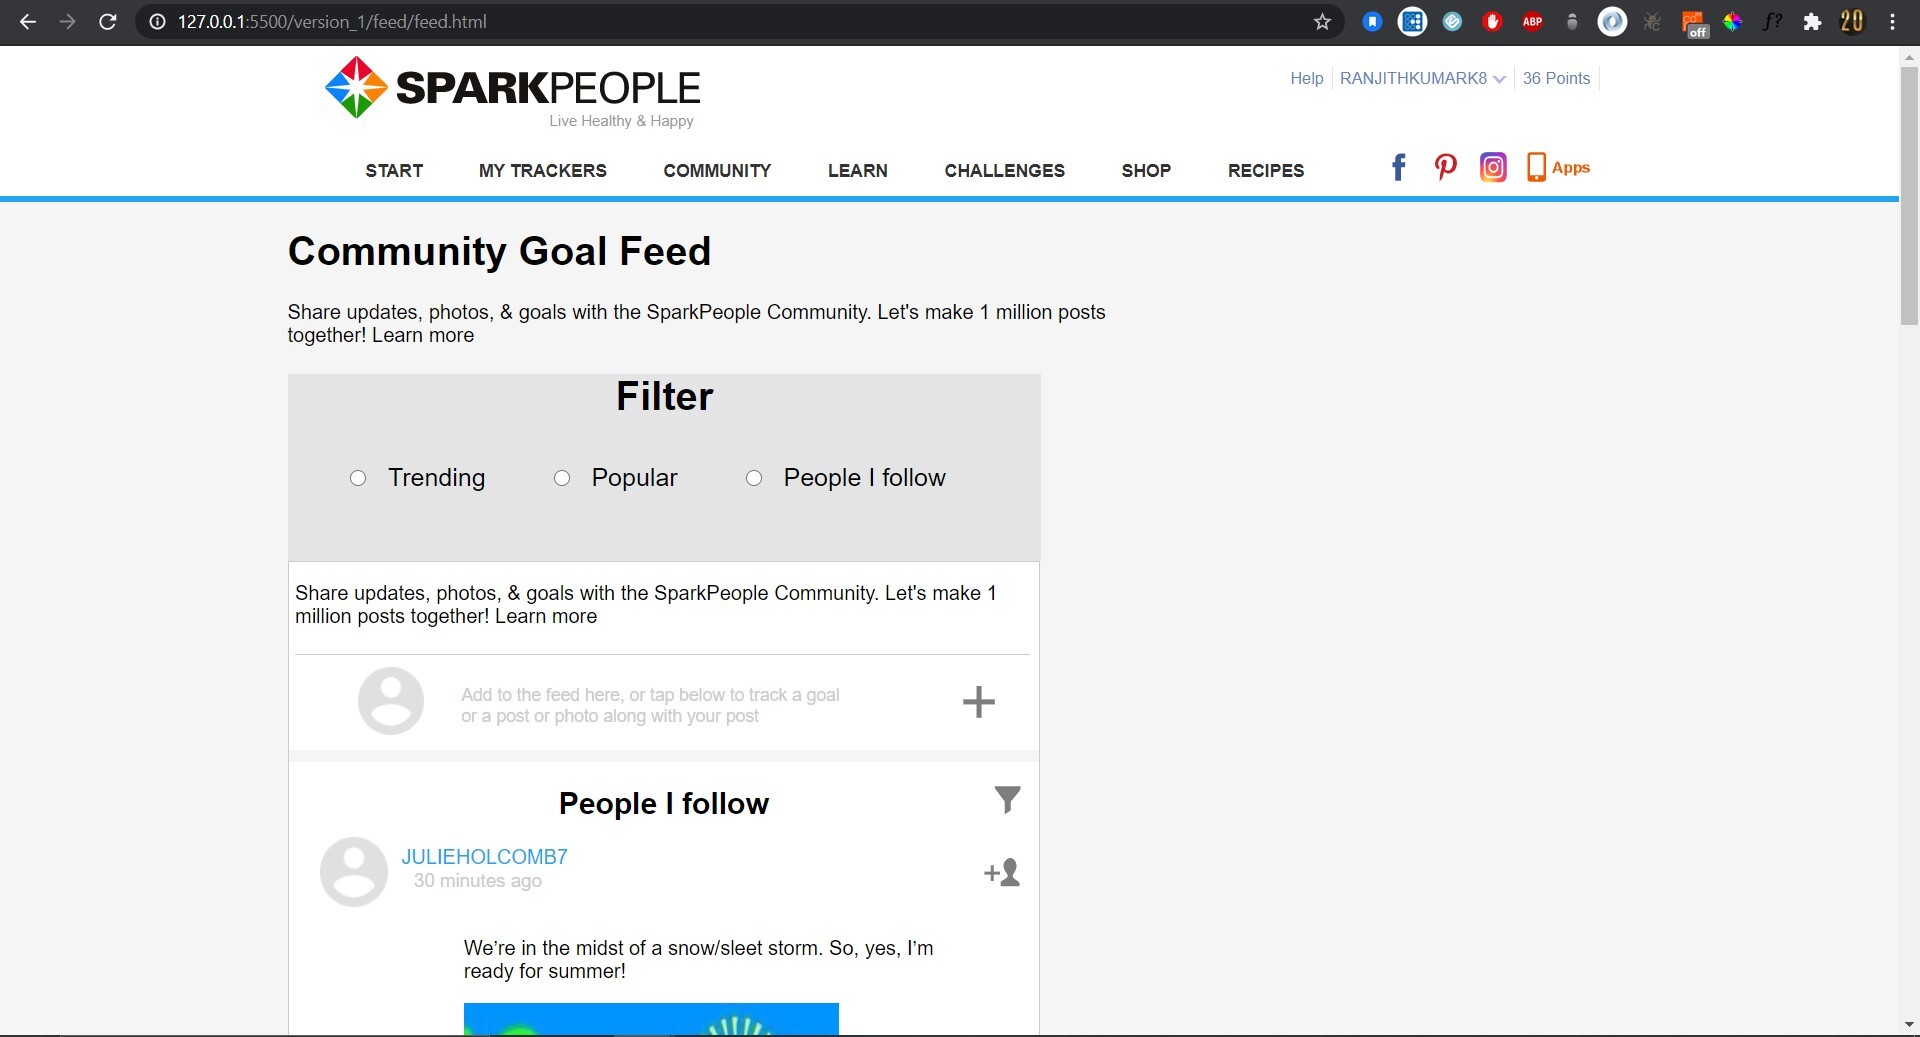 127.0.0.1:5500/version_1/feed/feed.html
ABP
off
f?
20
SPARKPEOPLE
Live Healthy & Happy
Help RANJITHKUMARK8 36 Points
START MY TRACKERS COMMUNITY LEARN CHALLENGES SHOP RECIPES Apps
Community Goal Feed
Share updates, photos, & goals with the SparkPeople Community. Let's make 1 million posts
together! Learn more
Filter
Trending Popular People I follow
Share updates, photos, & goals with the SparkPeople Community. Let's make 1
million posts together! Learn more
Add to the feed here, or tap below to track a goal
or a post or photo along with your post
People I follow
JULIEHOLCOMB7
30 minutes ago
We’re in the midst of a snow/sleet storm. So, yes, I’m
ready for summer!